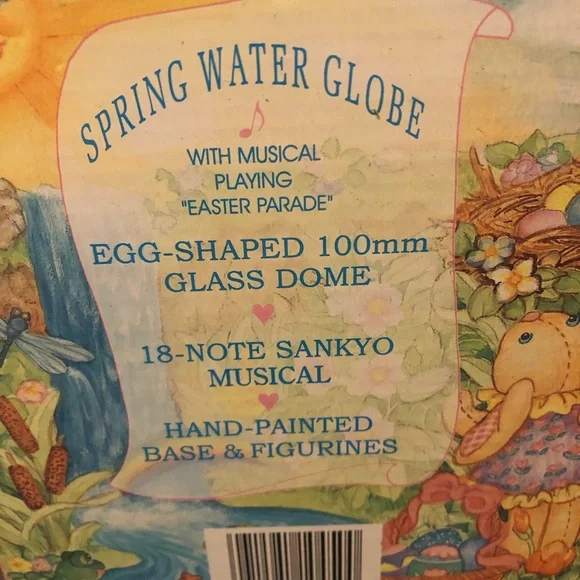 SPRING WATER GLOBE
WITH MUSICAL
PLAYING
"EASTER PARADE"
EGG-SHAPED 100mm
GLASS DOME
18-NOTE SANKYO
MUSICAL
HAND-PAINTED
BASE & FIGURINES